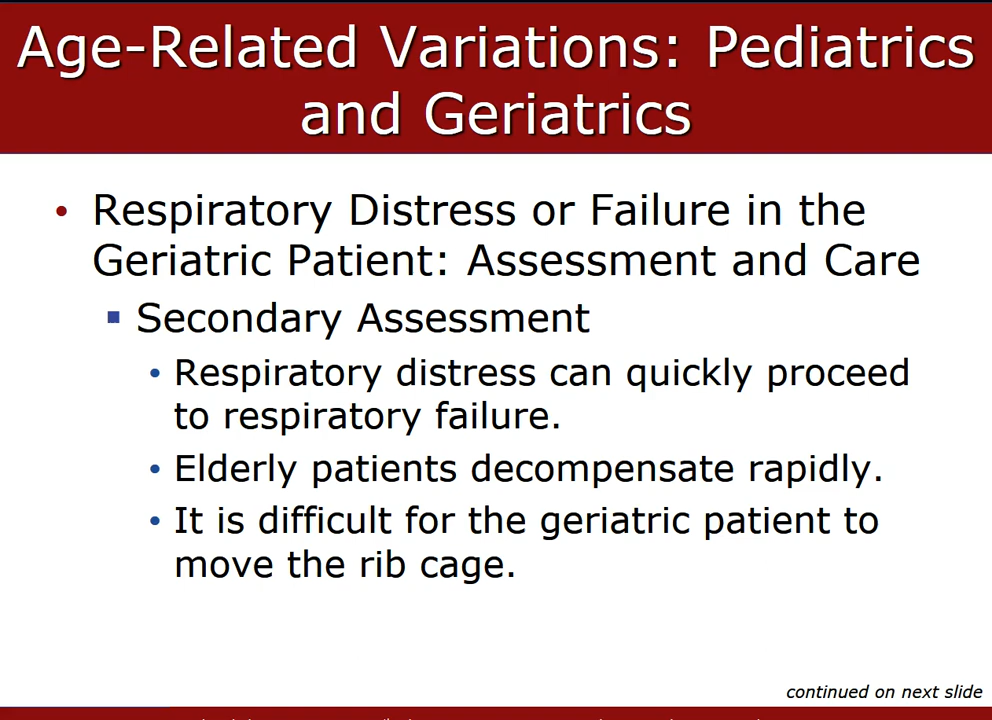 Age-Related Variations: Pediatrics
and Geriatrics
• Respiratory Distress or Failure in the
Geriatric Patient: Assessment and Care
▪ Secondary Assessment
• Respiratory distress can quickly proceed
to respiratory failure.
• Elderly patients decompensate rapidly.
• It is difficult for the geriatric patient to
move the rib cage.
continued on next slide